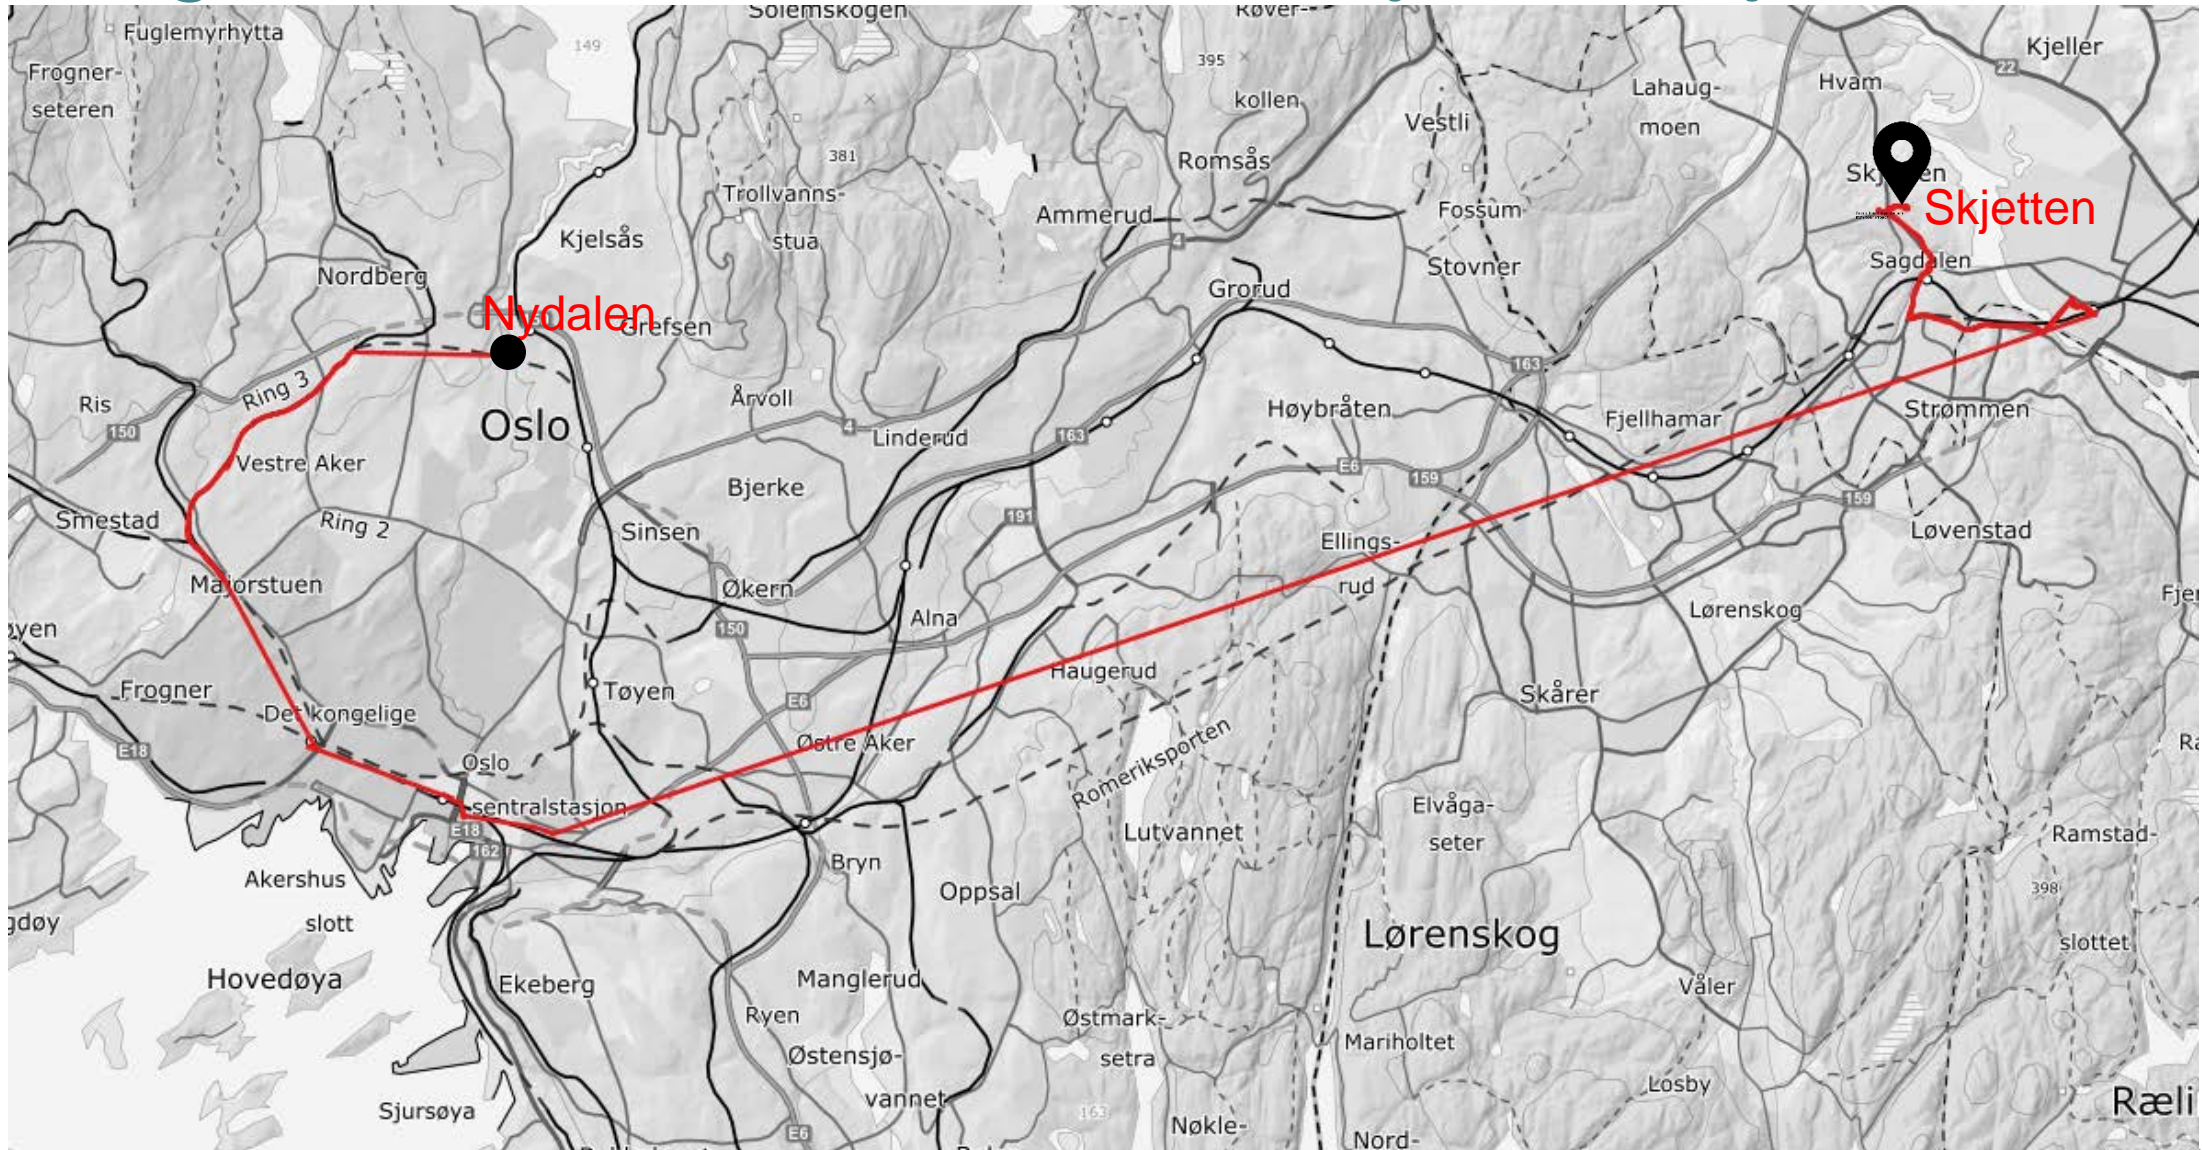 Solemskogen
Røver-
Fuglemyrhytta
149
Kjeller
Frogner-
seteren
395
22
Hvam
kollen
Lahaug-
moen
Vestli
381
Romsås
Trollvanns-
stua
Ammerud
Fossum
Skjetten
Kjelsås
4
Stovner
Sagdalen
Nordberg
Grorud
Nydalen
Grefsen
163
Ring 3
Ris
150
Oslo
Årvoll
4
Linderud
163
Høybråten
Fjellhamar
Strømmen
Vestre Aker
E6
159
159
Bjerke
Smestad
Ring 2
Sinsen
191
Ellings-
rud
Løvenstad
Majorstuen
Økern
Alna
150
Lørenskog
Haugerud
Frogner
Tøyen
E6
Skårer
Det kongelige
E18
Østre Aker
Romeriksporten
Oslo
sentralstasjon
E18
162
Elvåga-
seter
Lutvannet
Ramstad-
slottet
Bryn
Akershus
slott
Oppsal
398
Lørenskog
Hovedøya
Ekeberg
Manglerud
Våler
Ryen
Østmark-
setra
Mariholtet
Østensjø-
vannet
Losby
Sjursøya
163
Nøkle-
E6
Nord-
Ræli